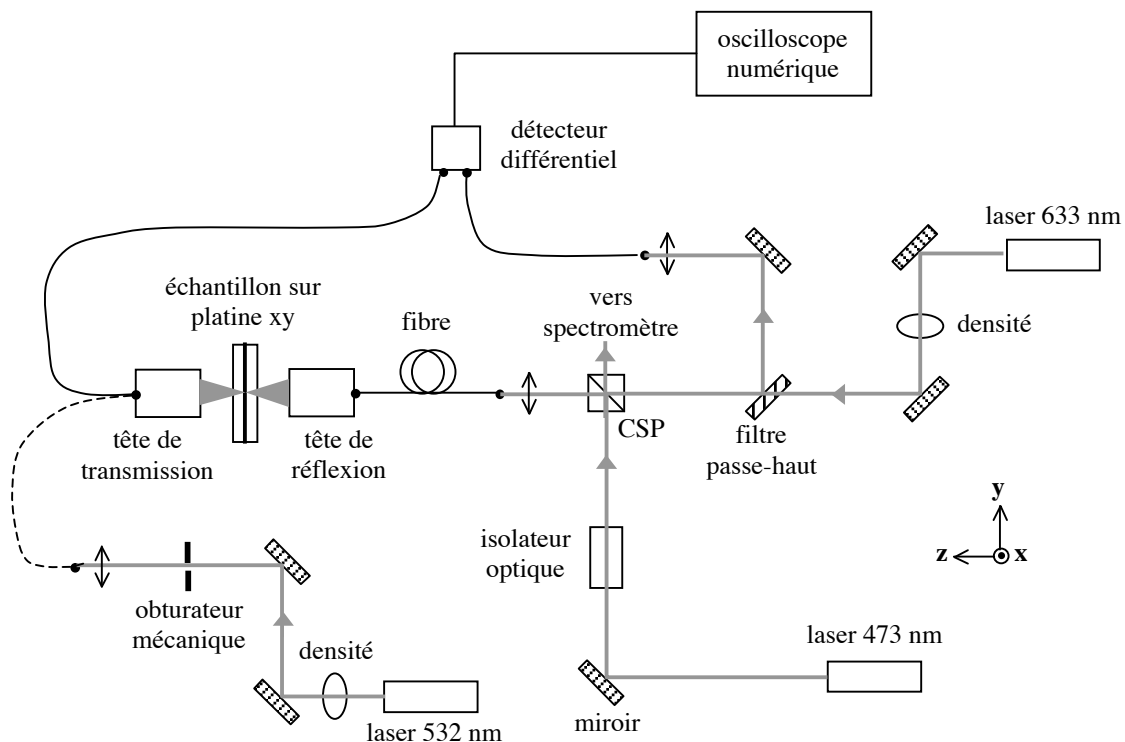 oscilloscope
numérique
détecteur
différentiel
laser 633 nm
échantillon sur
platine xy
fibre
vers
spectromètre
densité
CSP
tête de
transmission
tête de
réflexion
filtre
passe-haut
y
z
x
isolateur
optique
obturateur
mécanique
densité
laser 473 nm
miroir
laser 532 nm